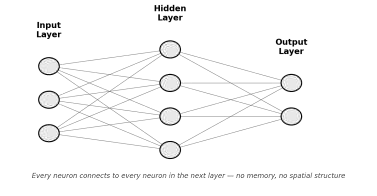 Input
Layer
Hidden
Layer
Output
Layer
Every neuron connects to every neuron in the next layer — no memory, no spatial structure